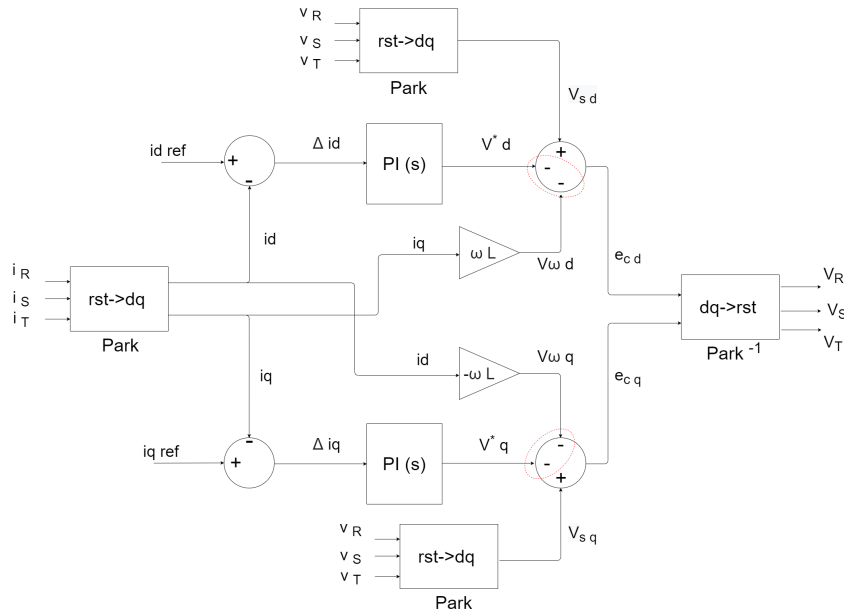 v R
v S
v T
rst->dq
Park
V s d
id ref
+
-
Δ id
PI (s)
V* d
+
-
-
id
iq
ω L
Vω d
e c d
i R
i S
i T
rst->dq
Park
dq->rst
Park -1
V R
V S
V T
iq
id
-ω L
Vω q
e c q
iq ref
-
+
Δ iq
PI (s)
V* q
-
-
+
v R
v S
v T
rst->dq
Park
V s q